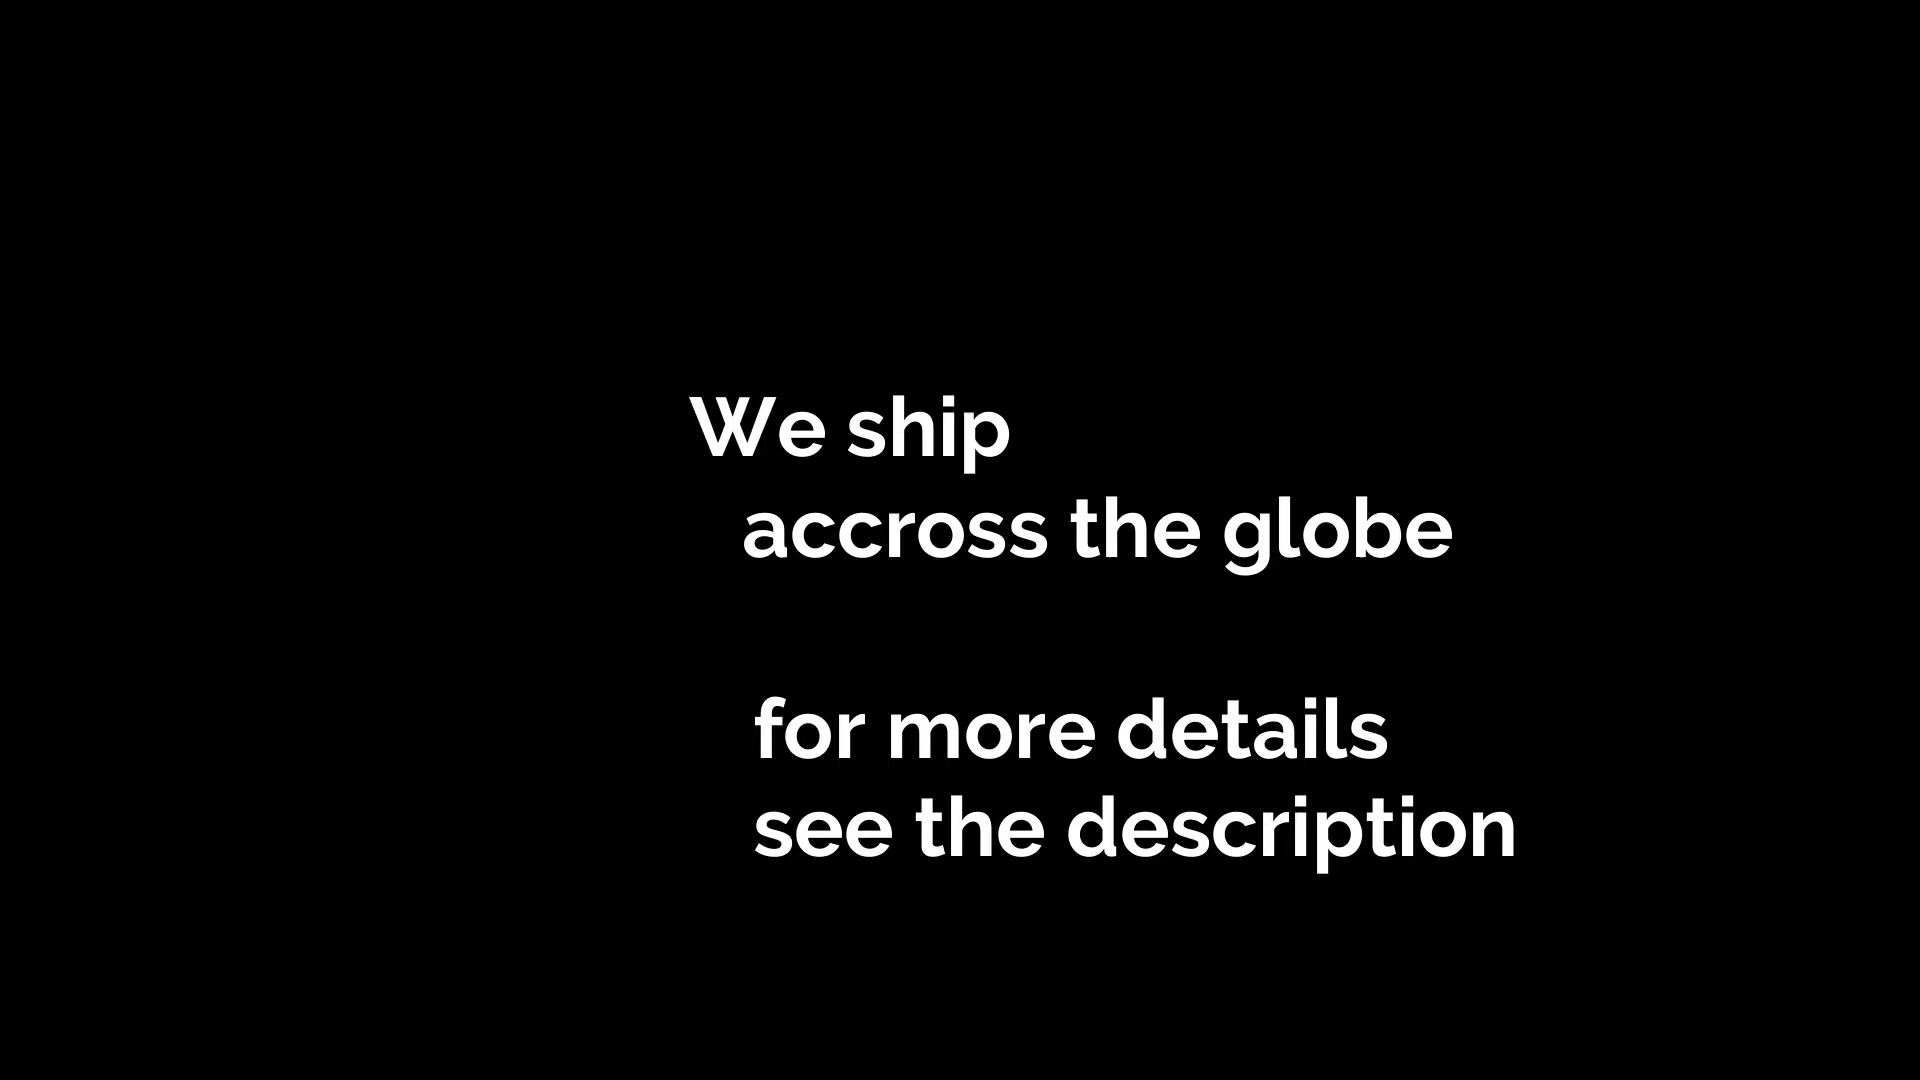 We ship
accross the globe
for more details
see the description